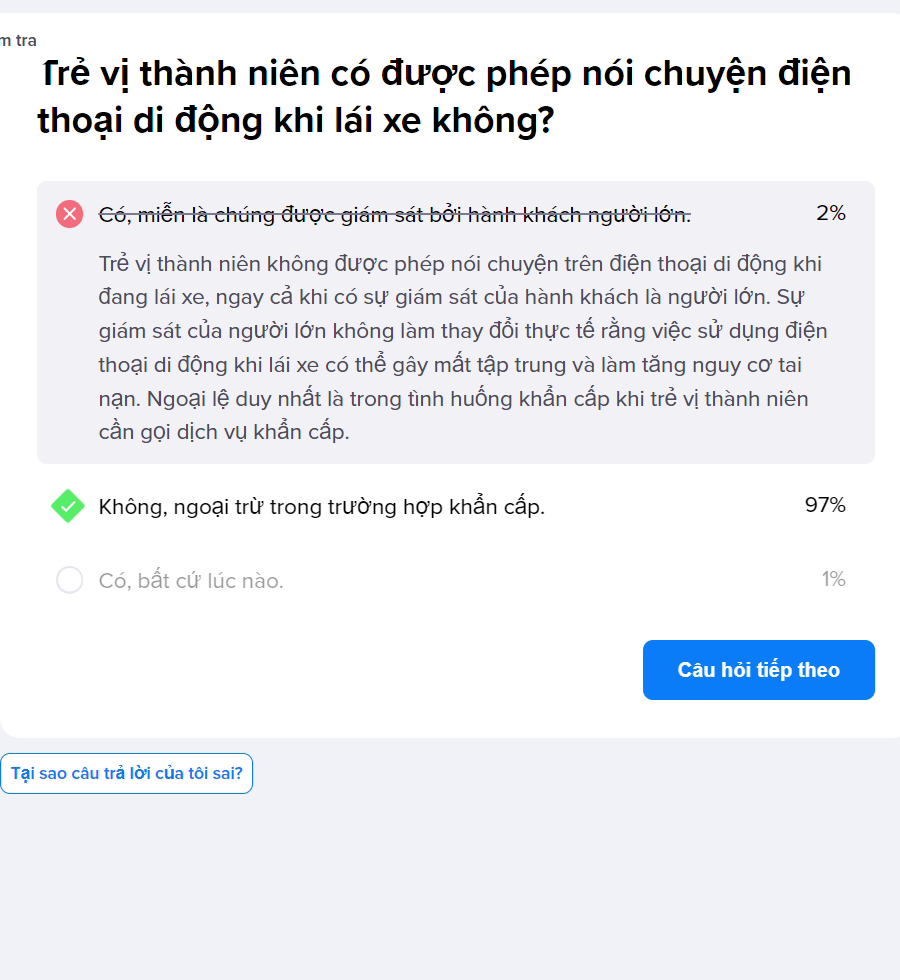 m tra
Trẻ vị thành niên có được phép nói chuyện điện
thoại di động khi lái xe không?
Có, miễn là chúng được giám sát bởi hành khách người lớn.
2%
Trẻ vị thành niên không được phép nói chuyện trên điện thoại di động khi
đang lái xe, ngay cả khi có sự giám sát của hành khách là người lớn. Sự
giám sát của người lớn không làm thay đổi thực tế rằng việc sử dụng điện
thoại di động khi lái xe có thể gây mất tập trung và làm tăng nguy cơ tai
nạn. Ngoại lệ duy nhất là trong tình huống khẩn cấp khi trẻ vị thành niên
cần gọi dịch vụ khẩn cấp.
Không, ngoại trừ trong trường hợp khẩn cấp.
97%
Có, bất cứ lúc nào.
1%
Câu hỏi tiếp theo
Tại sao câu trả lời của tôi sai?